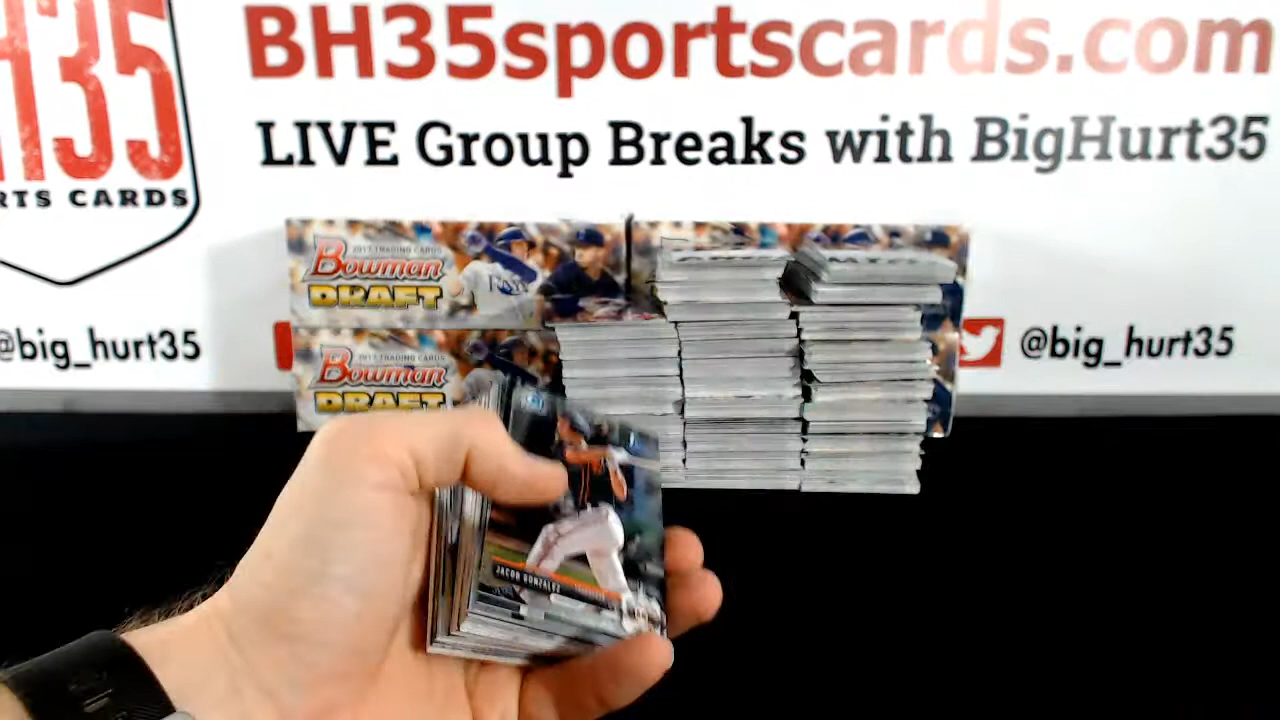 BH35sportscards.com
LIVE Group Breaks with BigHurt35
H35
RTS CARDS
@big_hurt35
@big_hurt35
2017 TRADING CARDS
Bowman
DRAFT
2017 TRADING CARDS
Bowman
DRAFT
JACOB GONZALEZ